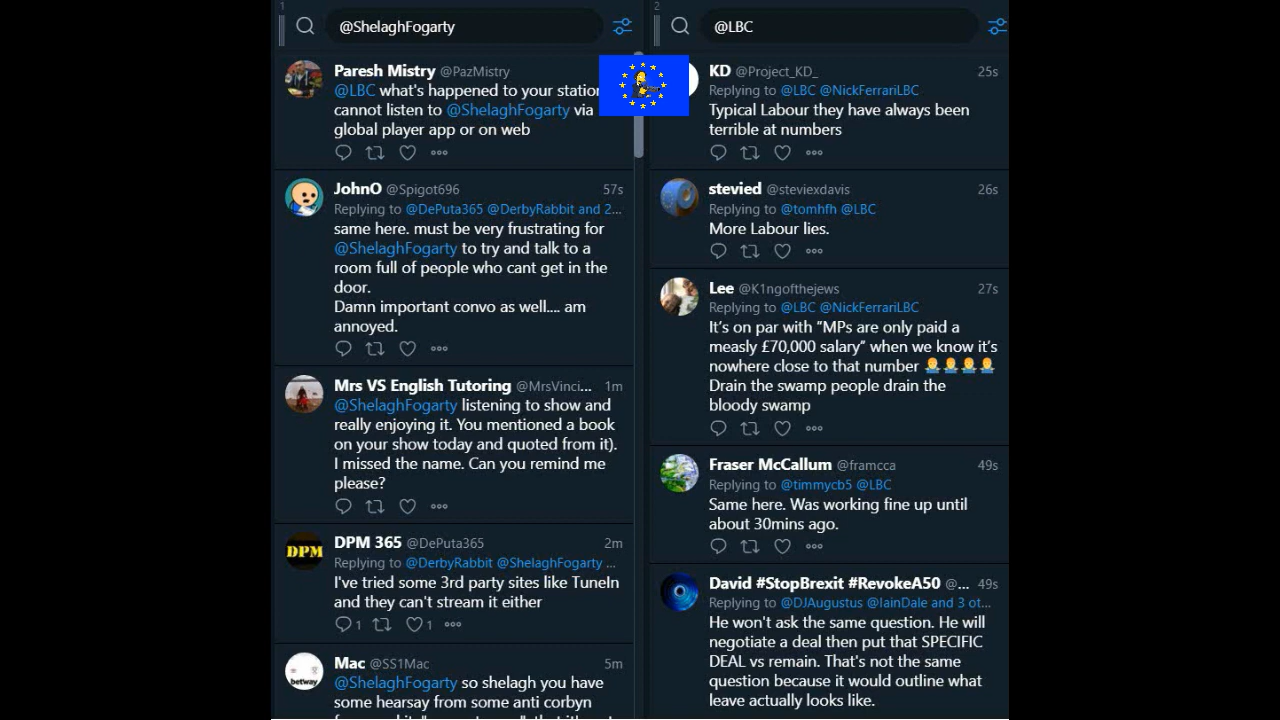 1
@ShelaghFogarty
Paresh Mistry @PazMistry
@LBC what's happened to your station
cannot listen to @ShelaghFogarty via
global player app or on web
JohnO @Spigot696 57s
Replying to @DePuta365 @DerbyRabbit and 2...
same here. must be very frustrating for
@ShelaghFogarty to try and talk to a
room full of people who cant get in the
door.
Damn important convo as well.... am
annoyed.
Mrs VS English Tutoring @MrsVinci... 1m
@ShelaghFogarty listening to show and
really enjoying it. You mentioned a book
on your show today and quoted from it).
I missed the name. Can you remind me
please?
DPM
DPM 365 @DePuta365 2m
Replying to @DerbyRabbit @ShelaghFogarty ...
I've tried some 3rd party sites like TuneIn
and they can't stream it either
1 1
betway
Mac @SS1Mac 5m
@ShelaghFogarty so shelagh you have
some hearsay from some anti corbyn
2
@LBC
KD @Project_KD_ 25s
Replying to @LBC @NickFerrariLBC
Typical Labour they have always been
terrible at numbers
stevied @steviexdavis 26s
Replying to @tomhfh @LBC
More Labour lies.
Lee @K1ngofthejews 27s
Replying to @LBC @NickFerrariLBC
It's on par with "MPs are only paid a
measly £70,000 salary" when we know it's
nowhere close to that number
Drain the swamp people drain the
bloody swamp
Fraser McCallum @framcca 49s
Replying to @timmycb5 @LBC
Same here. Was working fine up until
about 30mins ago.
David #StopBrexit #RevokeA50 @... 49s
Replying to @DJAugustus @IainDale and 3 ot...
He won't ask the same question. He will
negotiate a deal then put that SPECIFIC
DEAL vs remain. That's not the same
question because it would outline what
leave actually looks like.